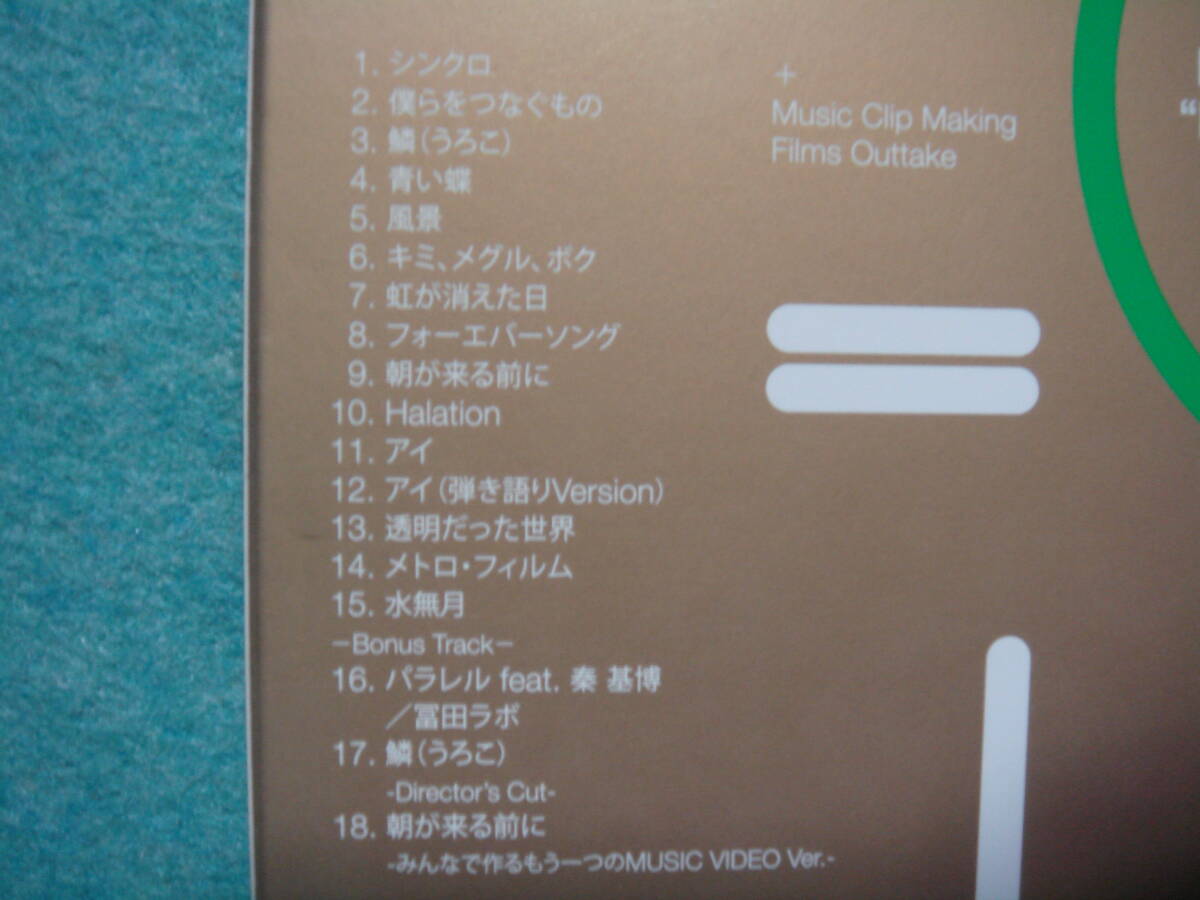 1. シンクロ
2. 僕らをつなぐもの
3. 鱗(うろこ)
4. 青い蝶
5. 風景
6. キミ、メグル、ボク
7. 虹が消えた日
8. フォーエバーソング
9. 朝が来る前に
10. Halation
11. アイ
12. アイ(弾き語りVersion)
13. 透明だった世界
14. メトロ・フィルム
15. 水無月
−Bonus Track−
16. パラレル feat. 秦 基博
／冨田ラボ
17. 鱗(うろこ)
-Director's Cut-
18. 朝が来る前に
-みんなで作るもう一つのMUSIC VIDEO Ver.-
+
Music Clip Making
Films Outtake
“